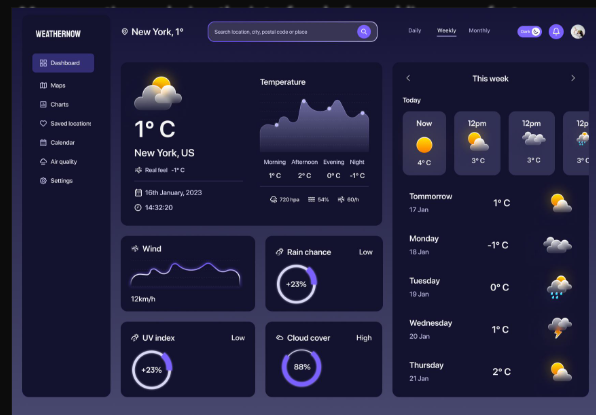 WEATHERNOW
Dashboard
Maps
Charts
Saved locations
Calendar
Air quality
Settings
New York, 1°
Search location, city, postal code or place
Daily
Weekly
Monthly
Dark
1° C
New York, US
Real feel -1° C
16th January, 2023
14:32:20
Temperature
Morning Afternoon Evening Night
1° C 2° C 0° C -1° C
720 hpa 54% 60/h
Wind
12km/h
Rain chance Low
+23%
UV index Low
+23%
Cloud cover High
88%
This week
Today
Now 12pm 12pm 12p
4° C 3° C 3° C 3° C
Tommorrow
17 Jan
1° C
Monday
18 Jan
-1° C
Tuesday
19 Jan
0° C
Wednesday
20 Jan
1° C
Thursday
21 Jan
2° C